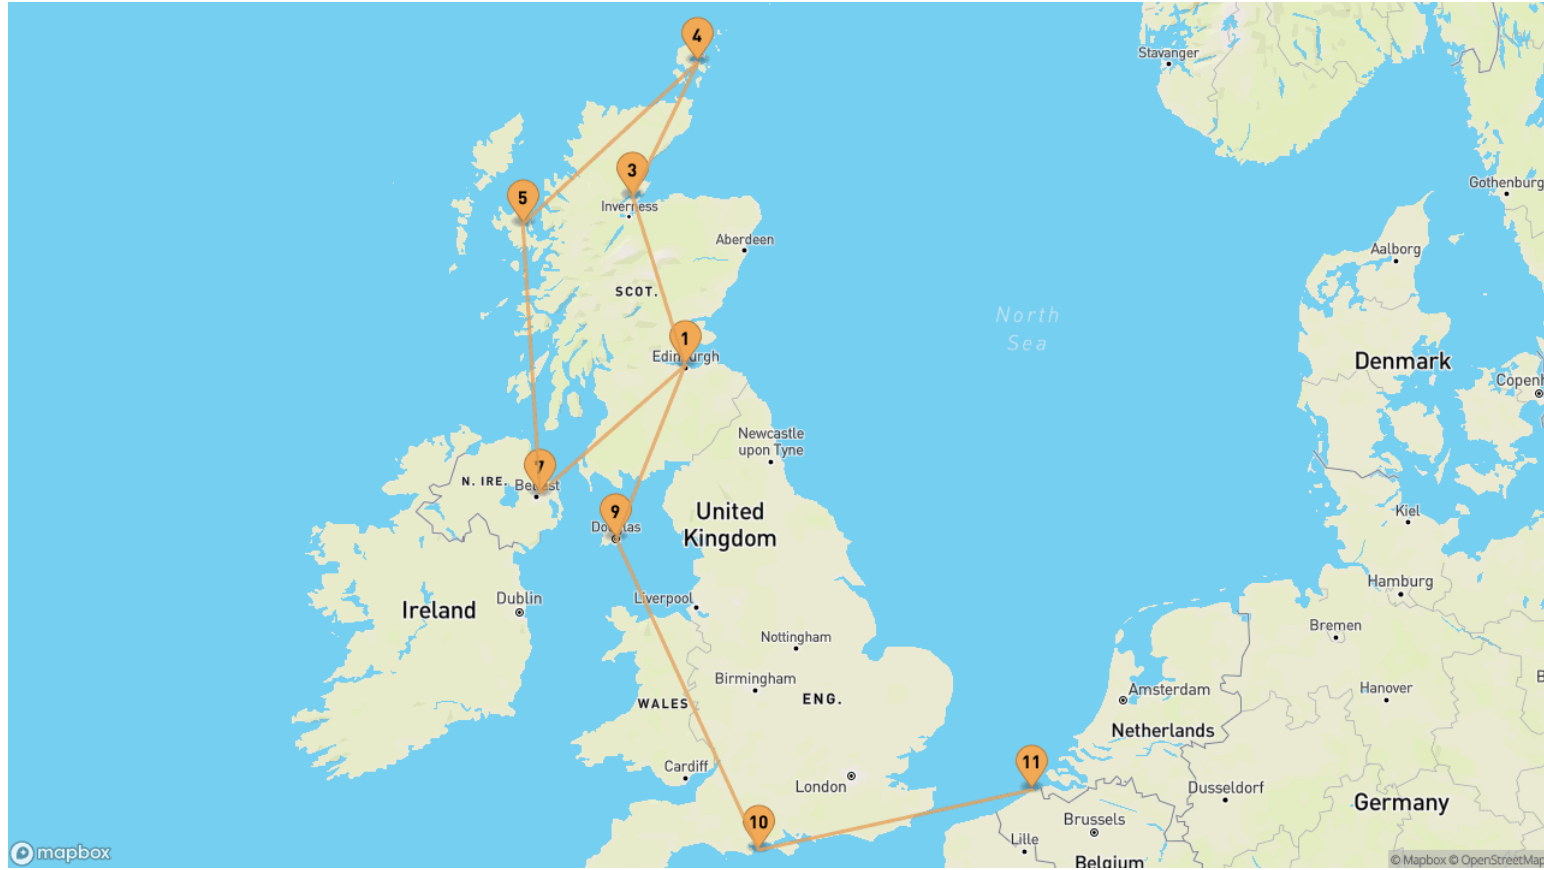 4
Stavanger
3
Gothenburg
5
Inverness
Aberdeen
Aalborg
SCOT.
North
Sea
1
Edinburgh
Denmark
Newcastle
upon Tyne
7
N. IRE.
Belfast
9
Douglas
United
Kingdom
Kiel
Hamburg
Dublin
Ireland
Liverpool
Bremen
Nottingham
Birmingham
WALES
ENG.
Amsterdam
Hanover
Netherlands
Cardiff
11
London
Dusseldorf
Germany
10
Brussels
Lille
Belgium
mapbox
© Mapbox © OpenStreetMap